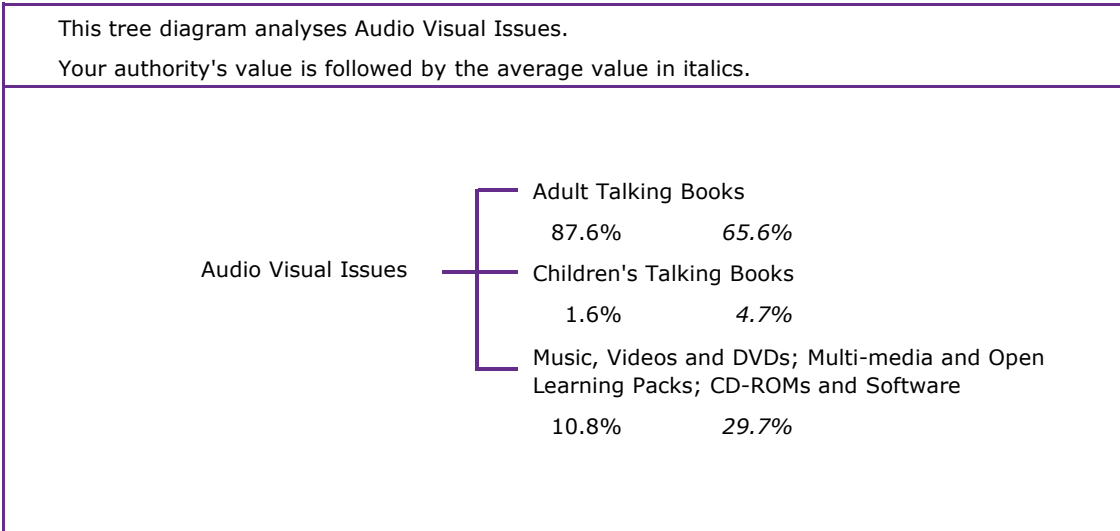 This tree diagram analyses Audio Visual Issues.
Your authority's value is followed by the average value in italics.
Adult Talking Books
87.6% 65.6%
Audio Visual Issues
Children's Talking Books
1.6% 4.7%
Music, Videos and DVDs; Multi-media and Open
Learning Packs; CD-ROMs and Software
10.8% 29.7%